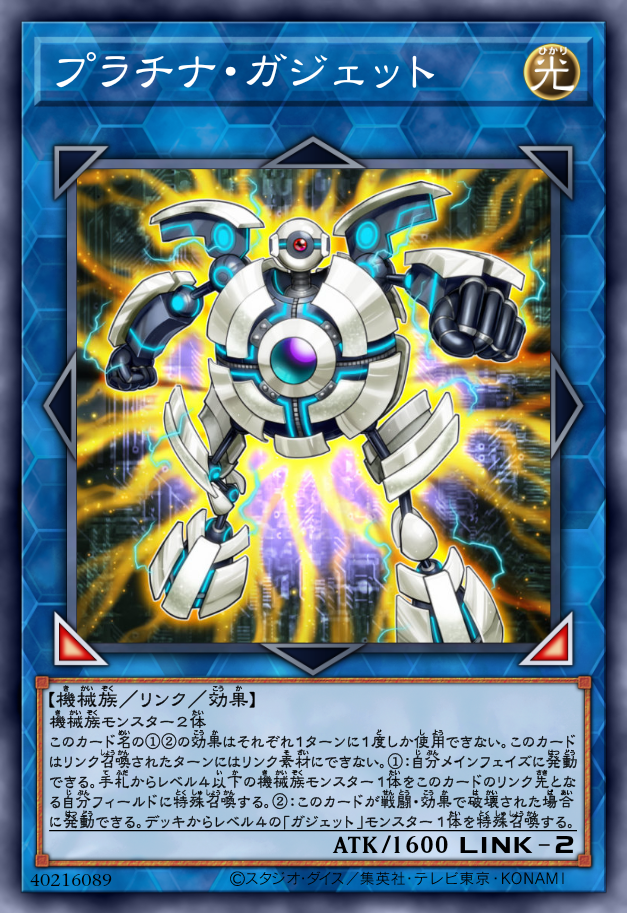 プラチナ・ガジェット
光
【機械族／リンク／効果】
機械族モンスター２体
このカード名の①②の効果はそれぞれ１ターンに１度しか使用できない。このカード
はリンク召喚されたターンにはリンク素材にできない。①：自分メインフェイズに発動
できる。手札からレベル４以下の機械族モンスター１体をこのカードのリンク先とな
る自分フィールドに特殊召喚する。②：このカードが戦闘・効果で破壊された場合
に発動できる。デッキからレベル４の「ガジェット」モンスター１体を特殊召喚する。
ATK/1600 LINK-2
40216089 ©スタジオ・ダイス／集英社・テレビ東京・KONAMI